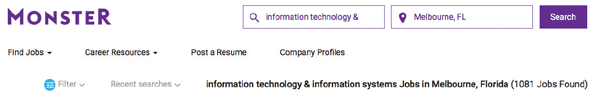 MONSTER
information technology &
Melbourne, FL
Search
Find Jobs
Career Resources
Post a Resume
Company Profiles
Filter
Recent searches
information technology & information systems Jobs in Melbourne, Florida (1081 Jobs Found)